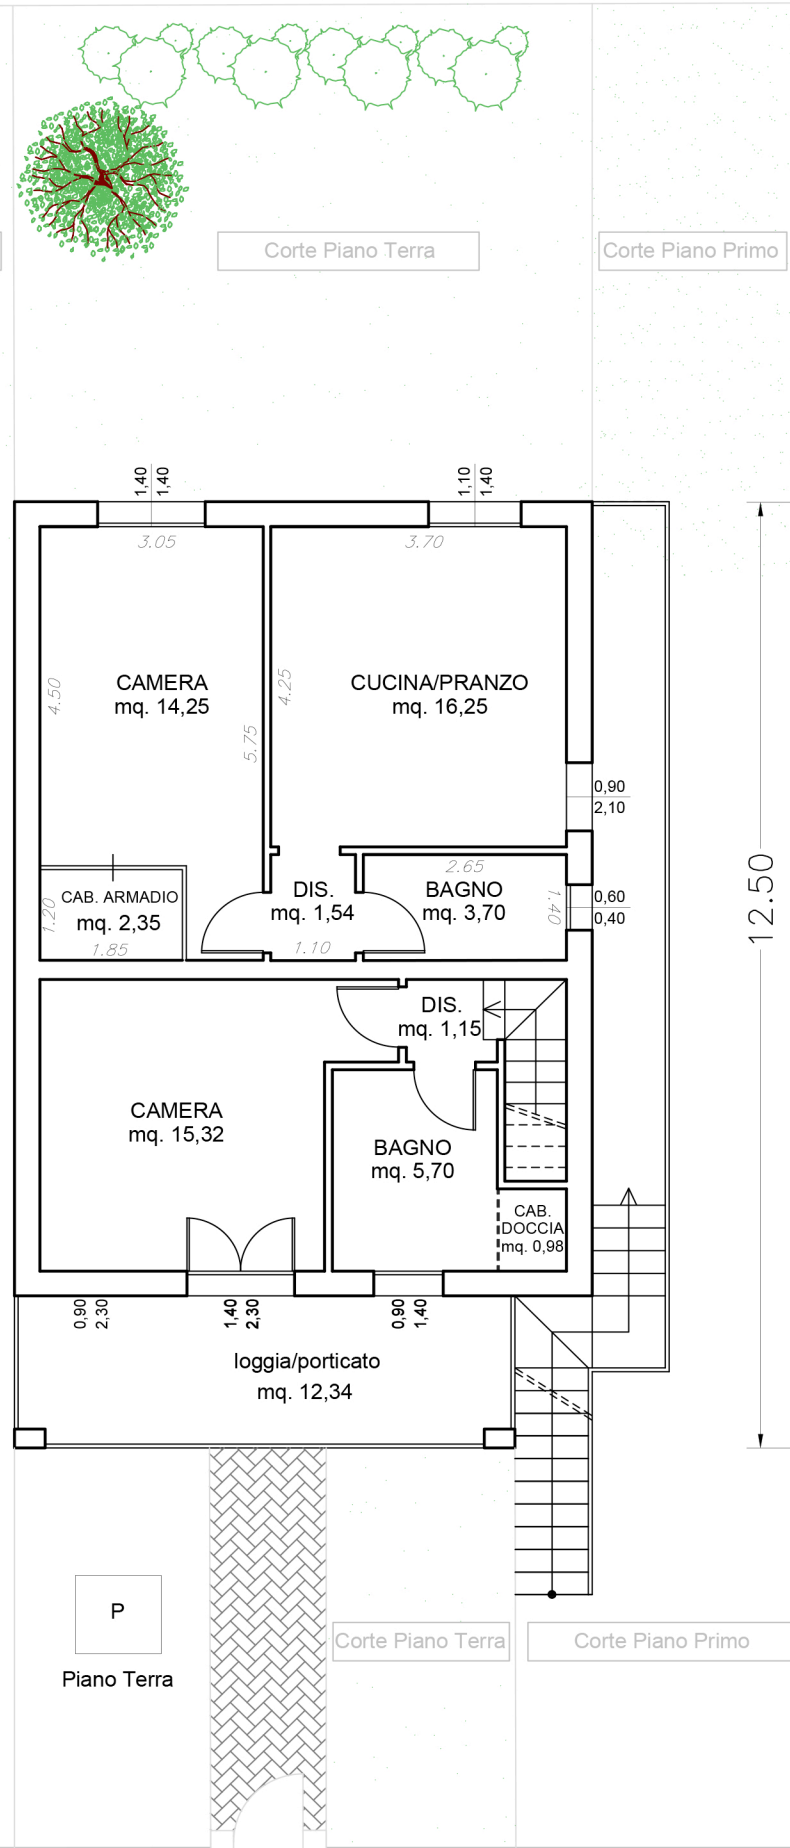 Corte Piano Terra
Corte Piano Primo
1,40
1,40
1,10
1,40
3.05
3.70
4.50
CAMERA
mq. 14,25
5.75
4.25
CUCINA/PRANZO
mq. 16,25
0,90
2,10
12.50
1.20
CAB. ARMADIO
mq. 2,35
1.85
DIS.
mq. 1,54
1.10
2.65
BAGNO
mq. 3,70
1.40
0,60
0,40
DIS.
mq. 1,15
CAMERA
mq. 15,32
BAGNO
mq. 5,70
CAB.
DOCCIA
mq. 0,98
0,90
2,30
1,40
2,30
0,90
1,40
loggia/porticato
mq. 12,34
P
Piano Terra
Corte Piano Terra
Corte Piano Primo